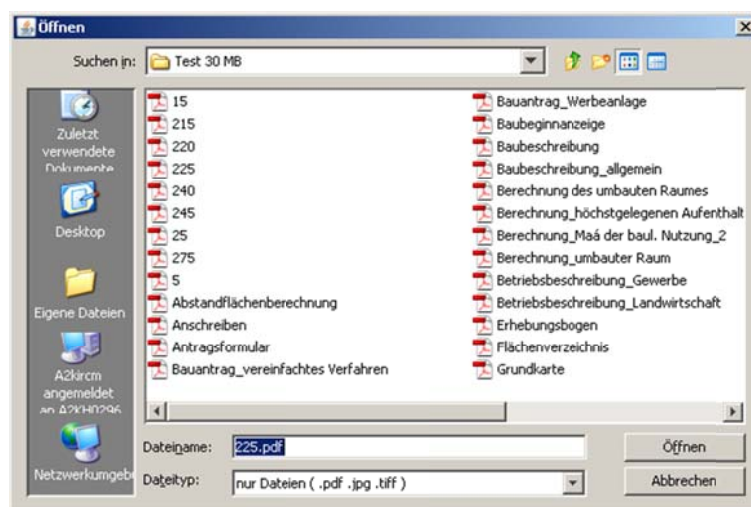 Öffnen
Suchen in:
Test 30 MB
Zuletzt
verwendete
Dokumente
Desktop
Eigene Dateien
A2kircm
angemeldet
an A2KH0296
Netzwerkumgeb
15
215
220
225
240
245
25
275
5
Abstandflächenberechnung
Anschreiben
Antragsformular
Bauantrag_vereinfachtes Verfahren
Bauantrag_Werbeanlage
Baubeginnanzeige
Baubeschreibung
Baubeschreibung_allgemein
Berechnung des umbauten Raumes
Berechnung_höchstgelegenen Aufenthalt
Berechnung_Maá der baul. Nutzung_2
Berechnung_umbauter Raum
Betriebsbeschreibung_Gewerbe
Betriebsbeschreibung_Landwirtschaft
Erhebungsbogen
Flächenverzeichnis
Grundkarte
Dateiname:
225.pdf
Öffnen
Dateityp:
nur Dateien ( .pdf .jpg .tiff )
Abbrechen